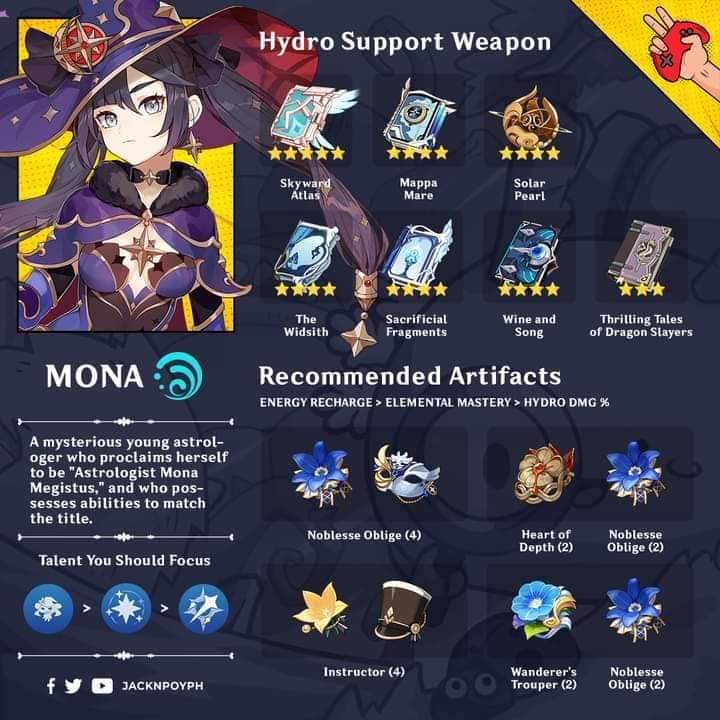 Hydro Support Weapon
Skyward
Atlas
Mappa
Mare
Solar
Pearl
The
Widsith
Sacrificial
Fragments
Wine and
Song
Thrilling Tales
of Dragon Slayers
MONA
A mysterious young astrol-
oger who proclaims herself
to be "Astrologist Mona
Megistus," and who pos-
sesses abilities to match
the title.
Talent You Should Focus
> >
JACKNPOYPH
Recommended Artifacts
ENERGY RECHARGE > ELEMENTAL MASTERY > HYDRO DMG %
Noblesse Oblige (4)
Heart of
Depth (2)
Noblesse
Oblige (2)
Instructor (4)
Wanderer's
Trouper (2)
Noblesse
Oblige (2)